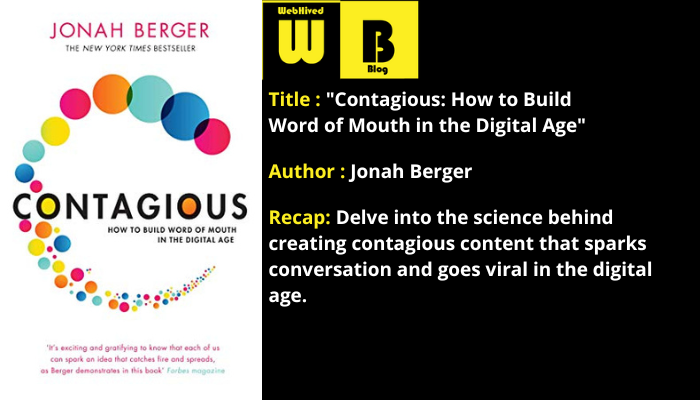 JONAH BERGER
THE NEW YORK TIMES BESTSELLER
CONTAGIOUS
HOW TO BUILD WORD OF MOUTH
IN THE DIGITAL AGE
'It's exciting and gratifying to know that each of us
can spark an idea that catches fire and spreads,
as Berger demonstrates in this book' Forbes magazine
WebHived
W
B
Blog
Title : "Contagious: How to Build
Word of Mouth in the Digital Age"
Author : Jonah Berger
Recap: Delve into the science behind
creating contagious content that sparks
conversation and goes viral in the digital
age.